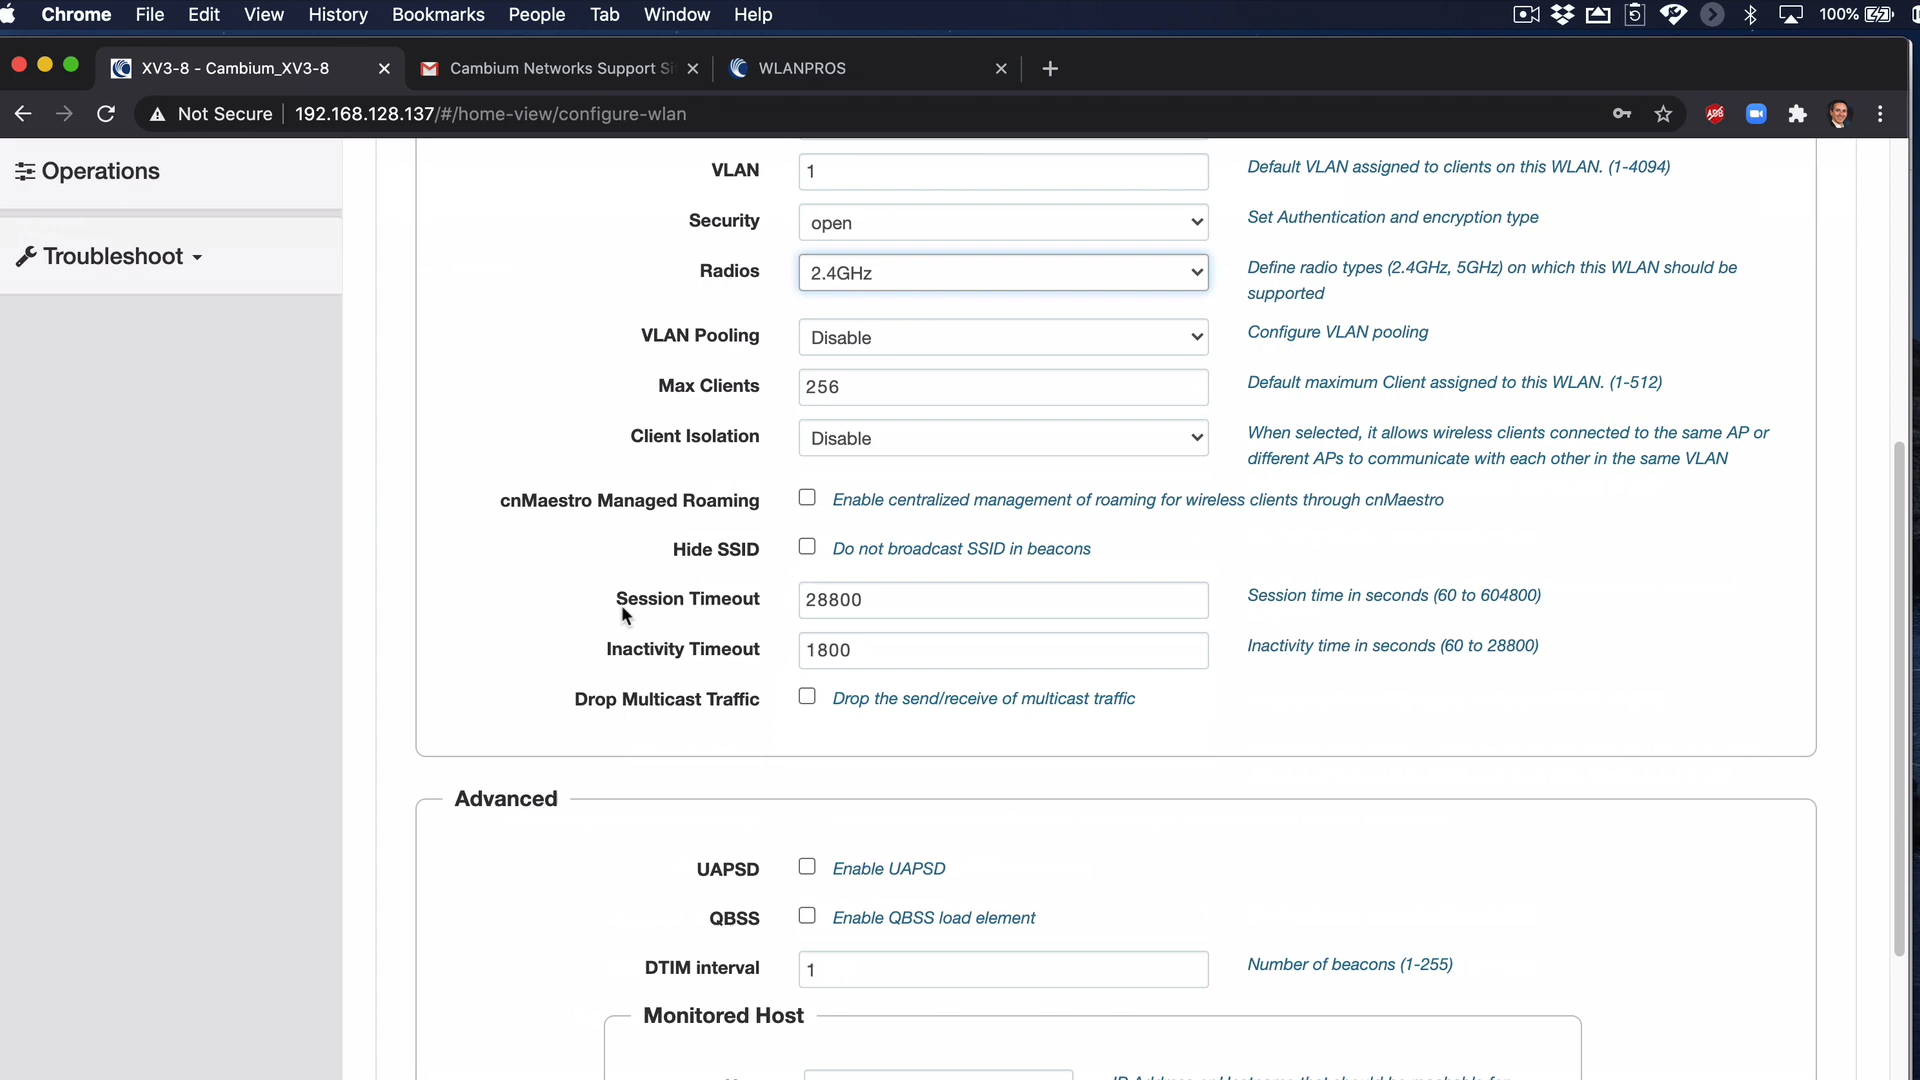 Chrome File Edit View History Bookmarks People Tab Window Help 100%
XV3-8 - Cambium_XV3-8 Cambium Networks Support Si WLANPROS
Not Secure 192.168.128.137/#/home-view/configure-wlan ABP
Operations
Troubleshoot
VLAN 1 Default VLAN assigned to clients on this WLAN. (1-4094)
Security open Set Authentication and encryption type
Radios 2.4GHz Define radio types (2.4GHz, 5GHz) on which this WLAN should be
supported
VLAN Pooling Disable Configure VLAN pooling
Max Clients 256 Default maximum Client assigned to this WLAN. (1-512)
Client Isolation Disable When selected, it allows wireless clients connected to the same AP or
different APs to communicate with each other in the same VLAN
cnMaestro Managed Roaming Enable centralized management of roaming for wireless clients through cnMaestro
Hide SSID Do not broadcast SSID in beacons
Session Timeout 28800 Session time in seconds (60 to 604800)
Inactivity Timeout 1800 Inactivity time in seconds (60 to 28800)
Drop Multicast Traffic Drop the send/receive of multicast traffic
Advanced
UAPSD Enable UAPSD
QBSS Enable QBSS load element
DTIM interval 1 Number of beacons (1-255)
Monitored Host